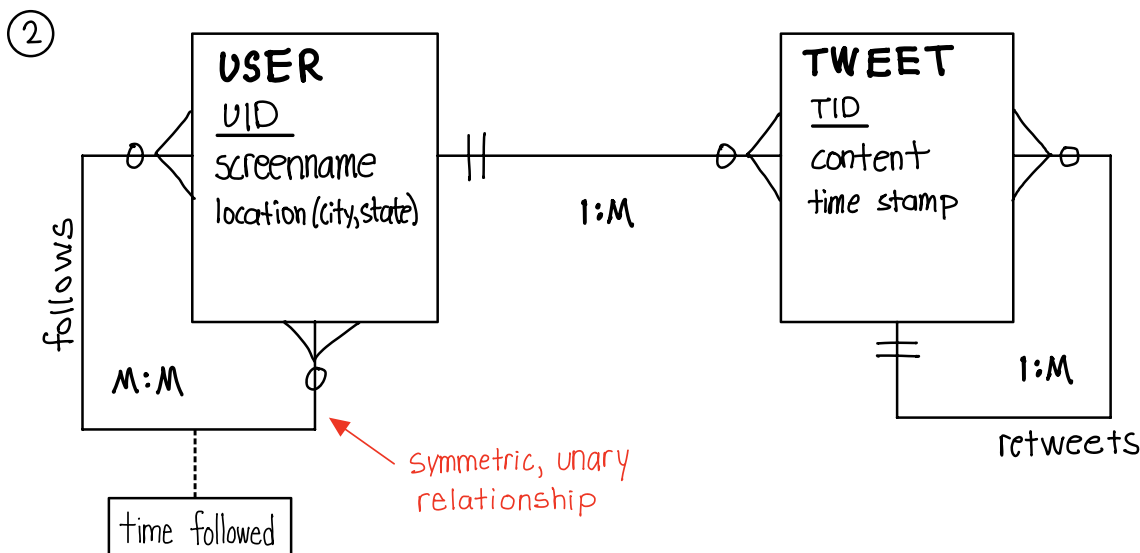 2
USER
UID
screenname
location (city, state)
TWEET
TID
content
time stamp
1:M
follows
M:M
1:M
retweets
symmetric, unary
relationship
time followed